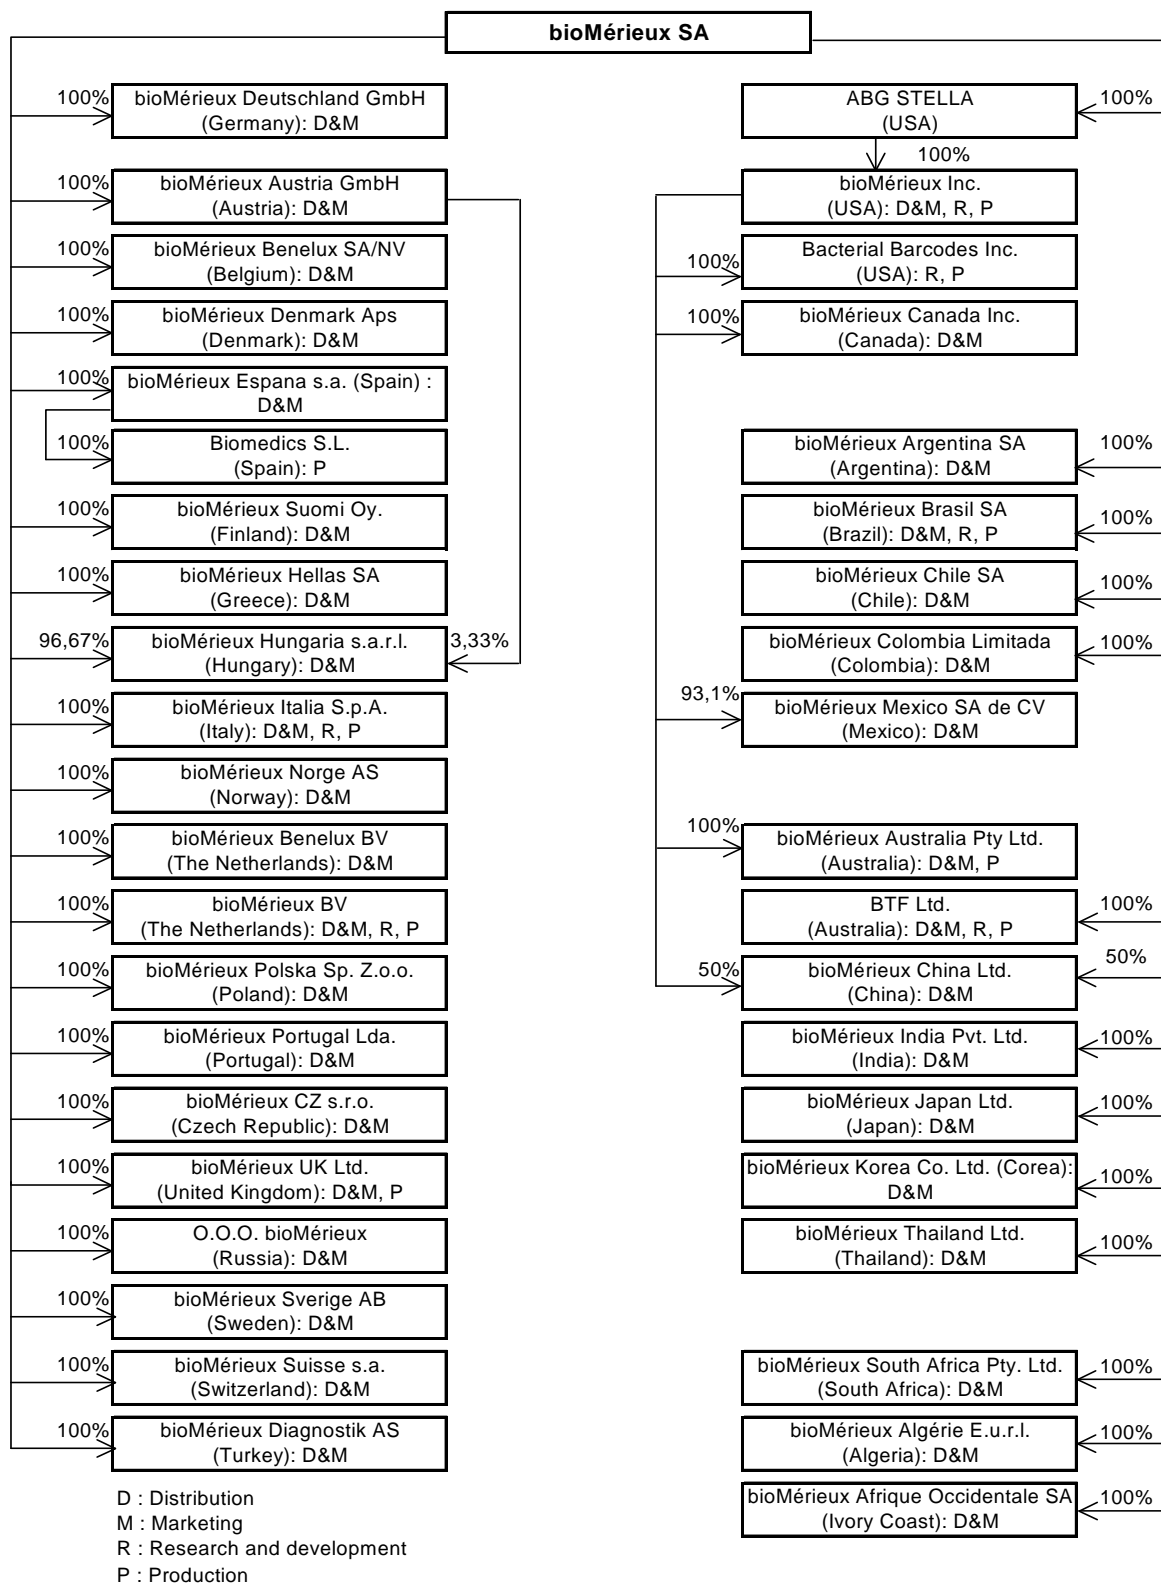 bioMérieux SA
100%
bioMérieux Deutschland GmbH
(Germany): D&M
100%
bioMérieux Austria GmbH
(Austria): D&M
100%
bioMérieux Benelux SA/NV
(Belgium): D&M
100%
bioMérieux Denmark Aps
(Denmark): D&M
100%
bioMérieux Espana s.a. (Spain) :
D&M
100%
Biomedics S.L.
(Spain): P
100%
bioMérieux Suomi Oy.
(Finland): D&M
100%
bioMérieux Hellas SA
(Greece): D&M
96,67%
bioMérieux Hungaria s.a.r.l.
(Hungary): D&M
3,33%
100%
bioMérieux Italia S.p.A.
(Italy): D&M, R, P
100%
bioMérieux Norge AS
(Norway): D&M
100%
bioMérieux Benelux BV
(The Netherlands): D&M
100%
bioMérieux BV
(The Netherlands): D&M, R, P
100%
bioMérieux Polska Sp. Z.o.o.
(Poland): D&M
100%
bioMérieux Portugal Lda.
(Portugal): D&M
100%
bioMérieux CZ s.r.o.
(Czech Republic): D&M
100%
bioMérieux UK Ltd.
(United Kingdom): D&M, P
100%
O.O.O. bioMérieux
(Russia): D&M
100%
bioMérieux Sverige AB
(Sweden): D&M
100%
bioMérieux Suisse s.a.
(Switzerland): D&M
100%
bioMérieux Diagnostik AS
(Turkey): D&M
D : Distribution
M : Marketing
R : Research and development
P : Production
ABG STELLA
(USA)
100%
100%
bioMérieux Inc.
(USA): D&M, R, P
100%
Bacterial Barcodes Inc.
(USA): R, P
100%
bioMérieux Canada Inc.
(Canada): D&M
bioMérieux Argentina SA
(Argentina): D&M
100%
bioMérieux Brasil SA
(Brazil): D&M, R, P
100%
bioMérieux Chile SA
(Chile): D&M
100%
bioMérieux Colombia Limitada
(Colombia): D&M
100%
93,1%
bioMérieux Mexico SA de CV
(Mexico): D&M
100%
bioMérieux Australia Pty Ltd.
(Australia): D&M, P
BTF Ltd.
(Australia): D&M, R, P
100%
50%
bioMérieux China Ltd.
(China): D&M
50%
bioMérieux India Pvt. Ltd.
(India): D&M
100%
bioMérieux Japan Ltd.
(Japan): D&M
100%
bioMérieux Korea Co. Ltd. (Corea):
D&M
100%
bioMérieux Thailand Ltd.
(Thailand): D&M
100%
bioMérieux South Africa Pty. Ltd.
(South Africa): D&M
100%
bioMérieux Algérie E.u.r.l.
(Algeria): D&M
100%
bioMérieux Afrique Occidentale SA
(Ivory Coast): D&M
100%